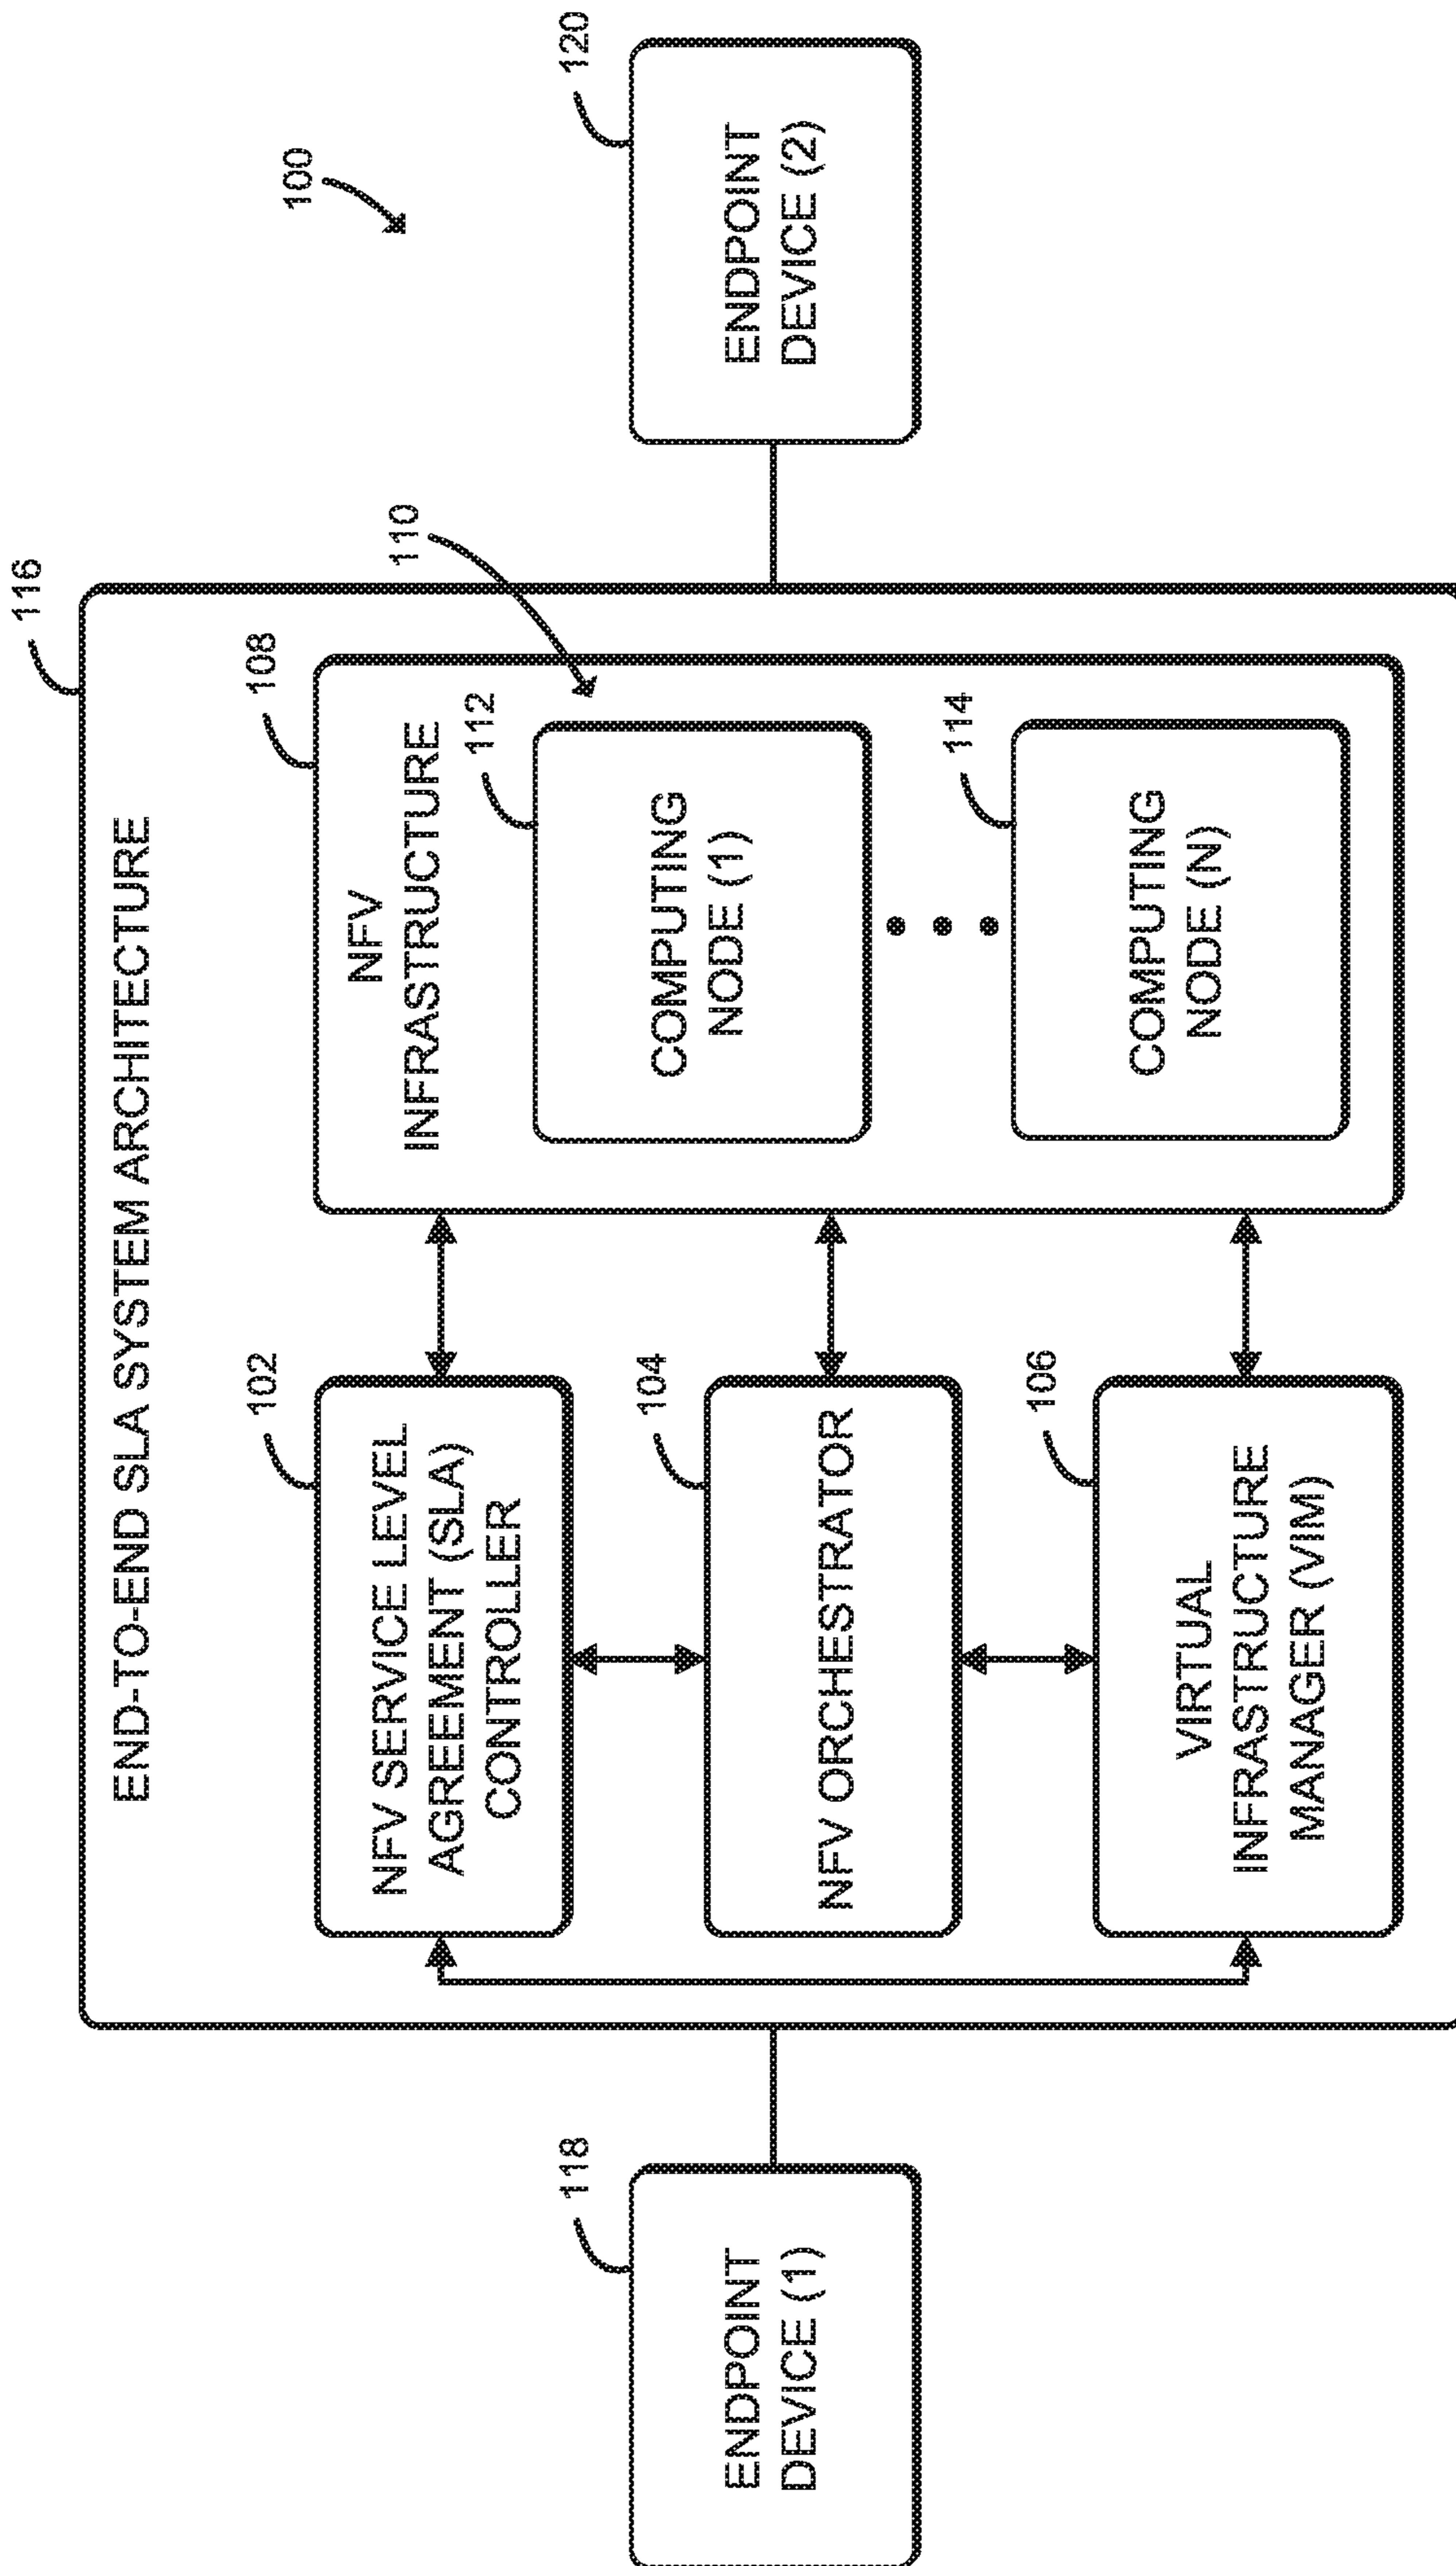 100
116
END-TO-END SLA SYSTEM ARCHITECTURE
102
NFV SERVICE LEVEL
AGREEMENT (SLA)
CONTROLLER
108
NFV
INFRASTRUCTURE
110
112
COMPUTING
NODE (1)
118
ENDPOINT
DEVICE (1)
104
NFV ORCHESTRATOR
120
ENDPOINT
DEVICE (2)
106
VIRTUAL
INFRASTRUCTURE
MANAGER (VIM)
114
COMPUTING
NODE (N)